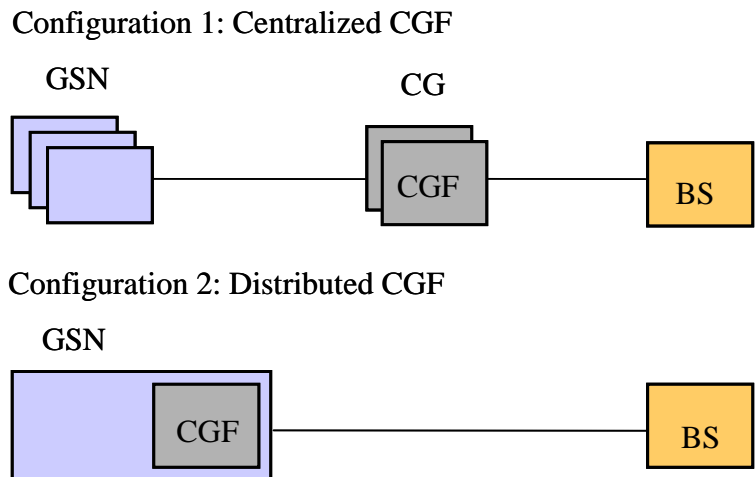 Configuration 1: Centralized CGF
GSN
CG
CGF
BS
Configuration 2: Distributed CGF
GSN
CGF
BS